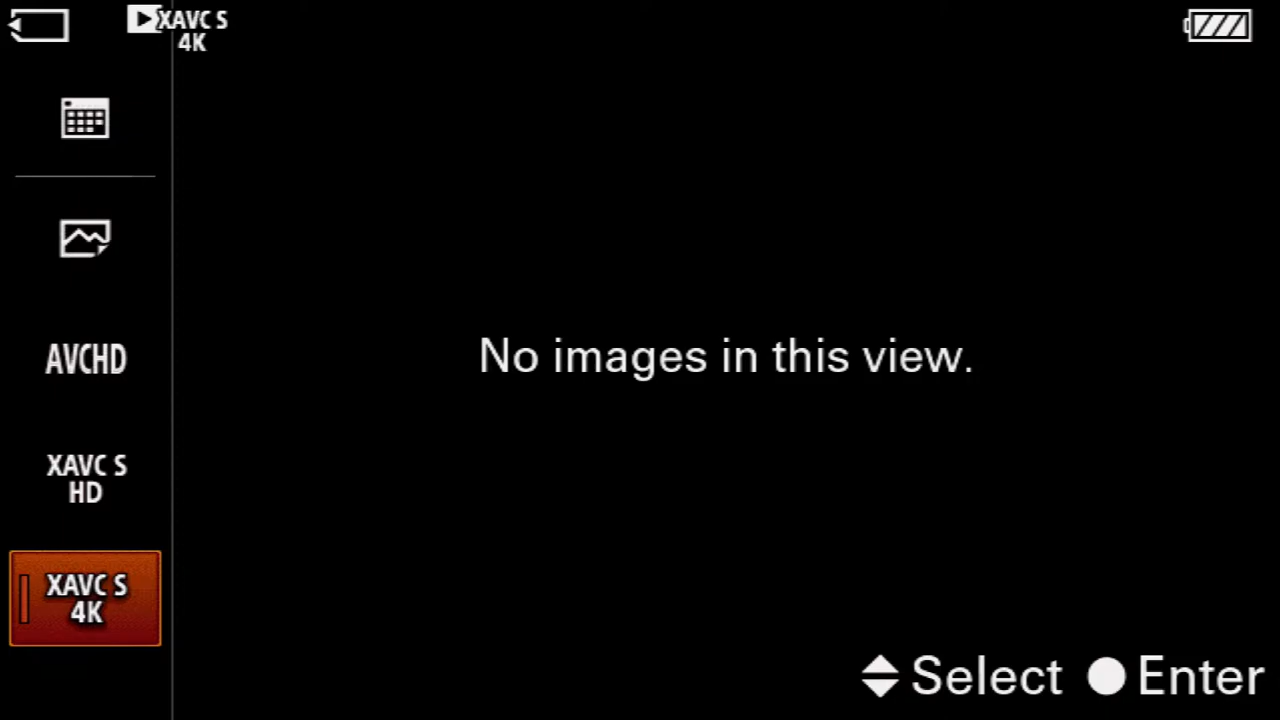 XAVC S
4K
AVCHD
XAVC S
HD
No images in this view.
XAVC S
4K
Select Enter